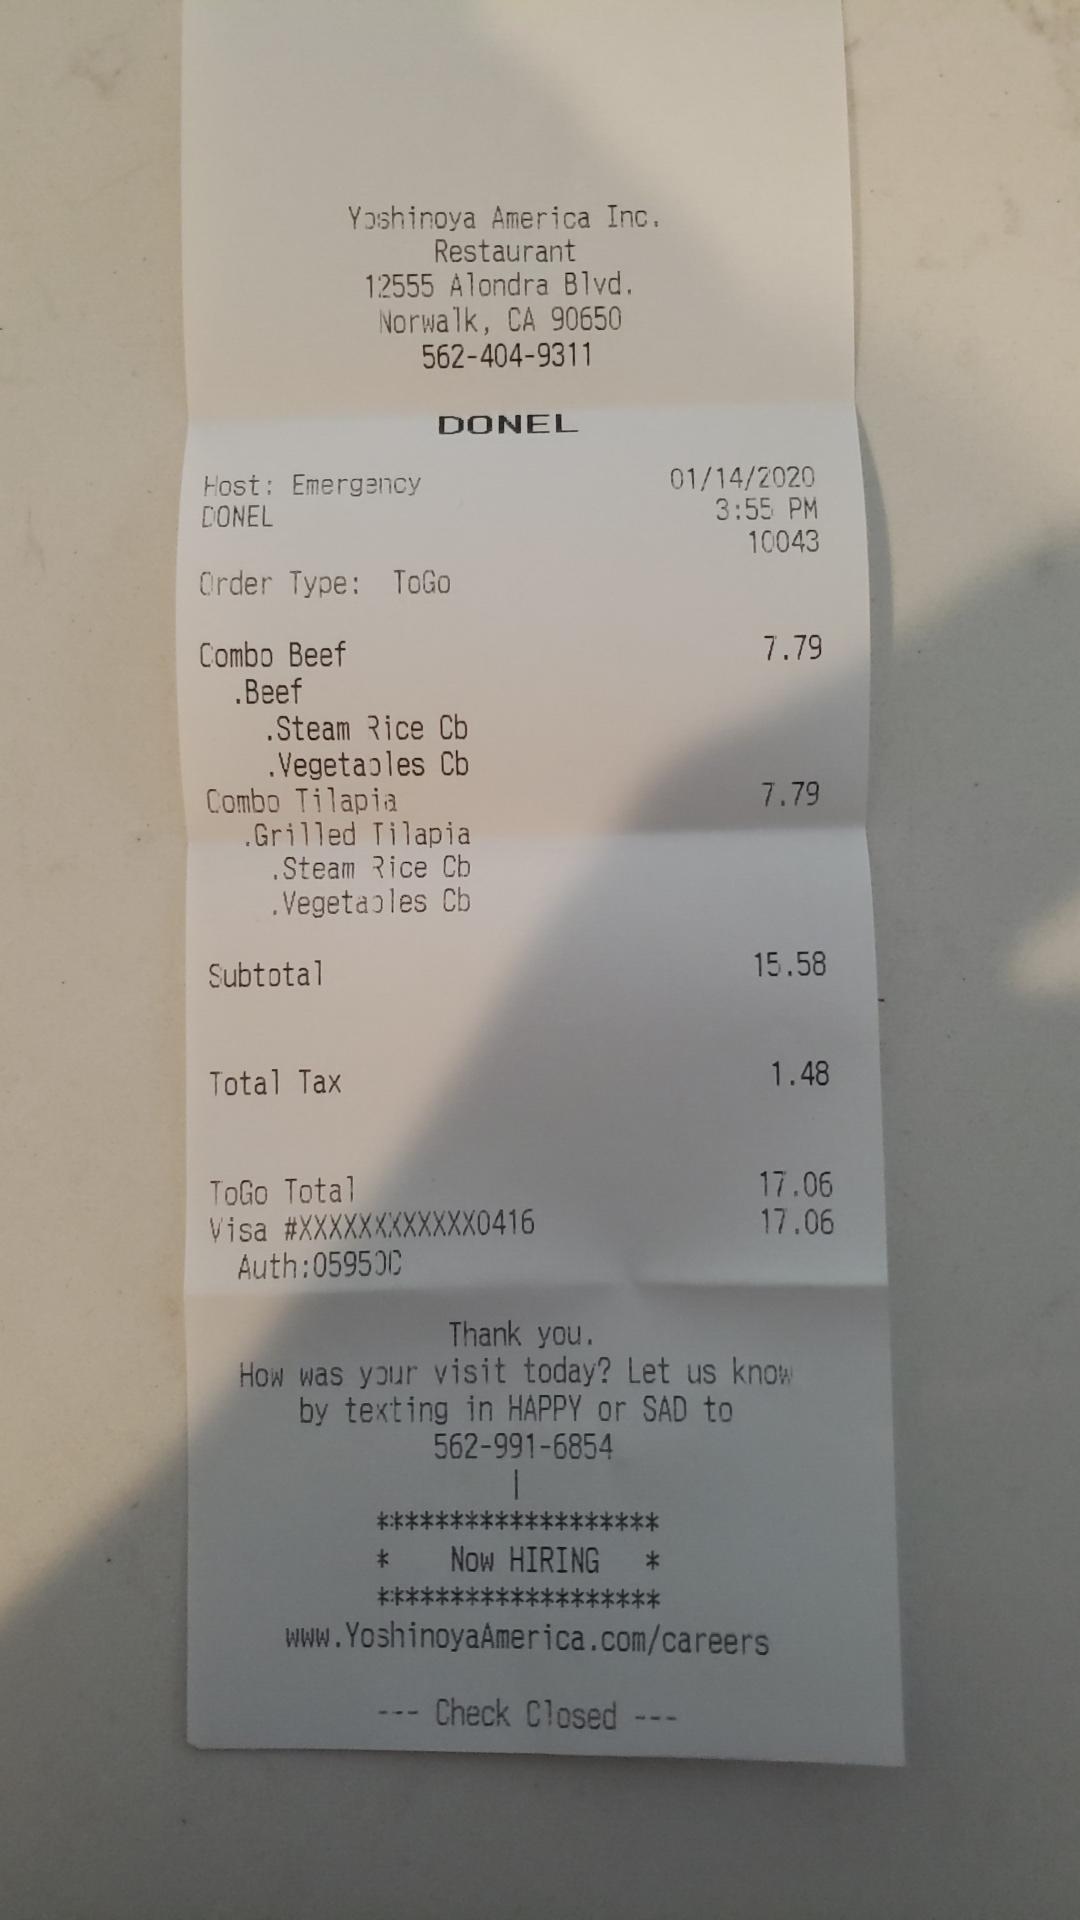 Yoshinoya America Inc.
Restaurant
12555 Alondra Blvd.
Norwalk, CA 90650
562-404-9311
DONEL
Host: Emergency 01/14/2020
DONEL 3:55 PM
10043
Order Type: ToGo
Combo Beef 7.79
.Beef
.Steam Rice Cb
.Vegetables Cb
Combo Tilapia 7.79
.Grilled Tilapia
.Steam Rice Cb
.Vegetables Cb
Subtotal 15.58
Total Tax 1.48
ToGo Total 17.06
Visa #XXXXXXXXXXXX0416 17.06
Auth:05950C
Thank you.
How was your visit today? Let us know
by texting in HAPPY or SAD to
562-991-6854
|
*******************
* Now HIRING *
*******************
www.YoshinoyaAmerica.com/careers
--- Check Closed ---